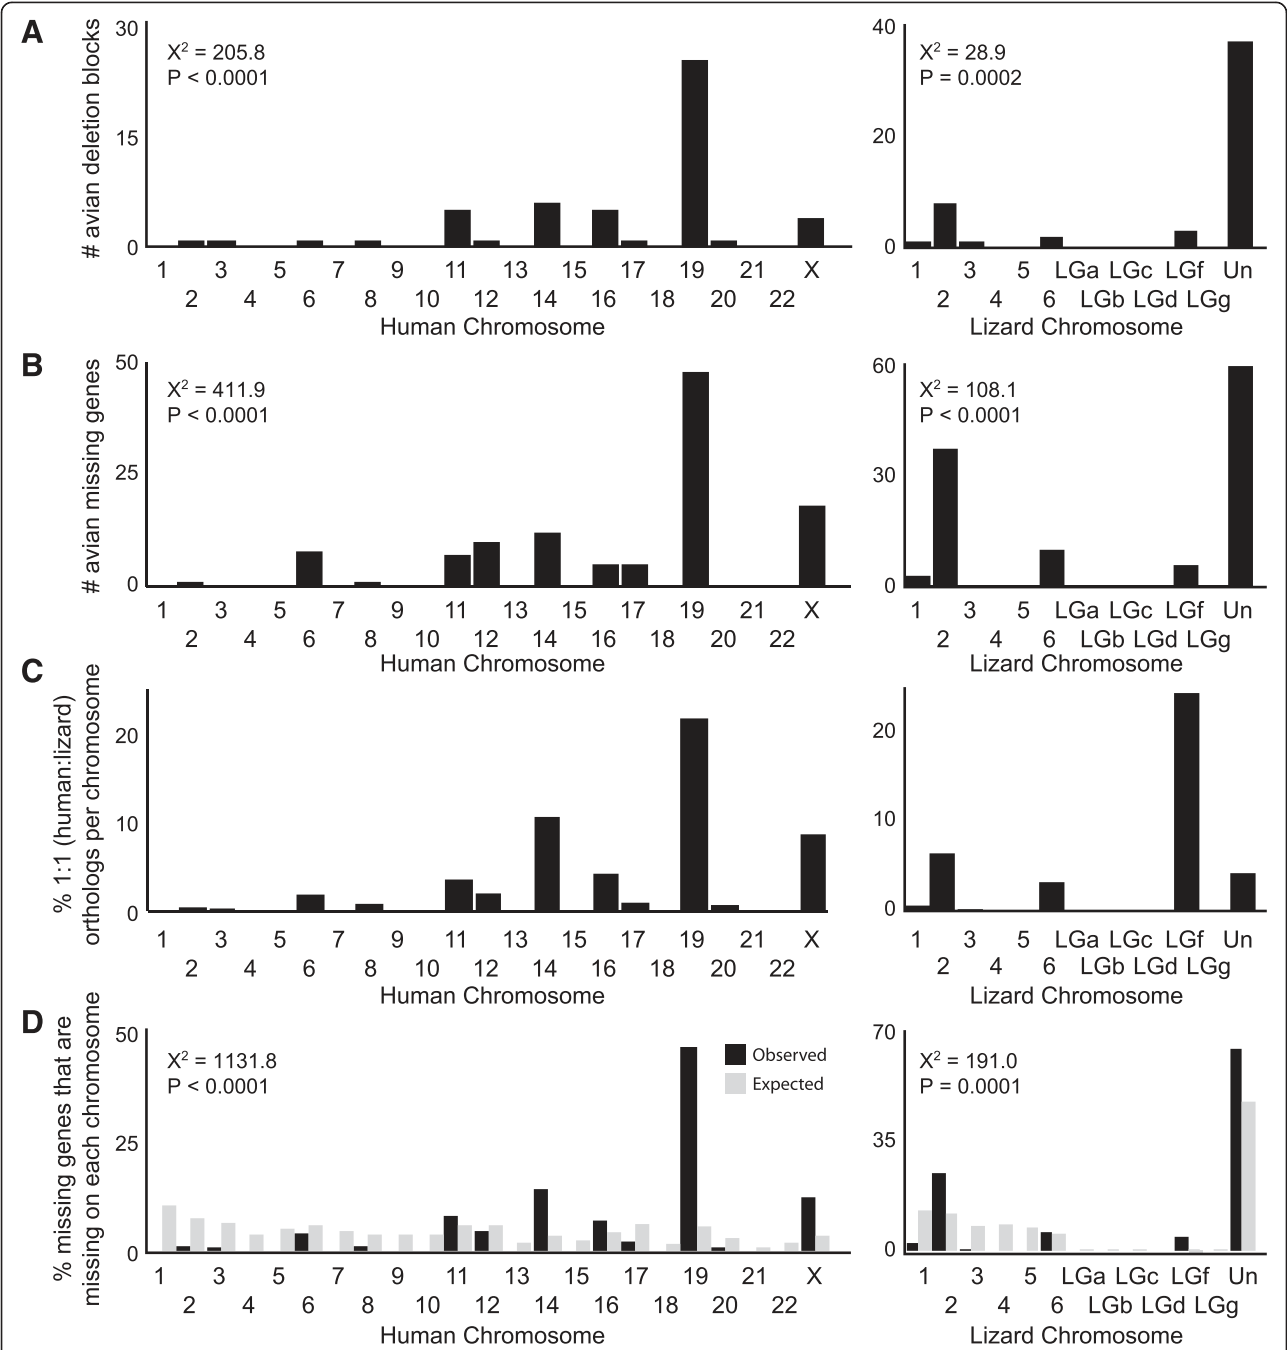 A
# avian deletion blocks
30
15
0
X² = 205.8
P < 0.0001
1 3 5 7 9 11 13 15 17 19 21 X
2 4 6 8 10 12 14 16 18 20 22
Human Chromosome
40
20
0
X² = 28.9
P = 0.0002
1 3 5 LGa LGc LGf Un
2 4 6 LGb LGd LGg
Lizard Chromosome
B
# avian missing genes
50
25
0
X² = 411.9
P < 0.0001
1 3 5 7 9 11 13 15 17 19 21 X
2 4 6 8 10 12 14 16 18 20 22
Human Chromosome
60
30
0
X² = 108.1
P < 0.0001
1 3 5 LGa LGc LGf Un
2 4 6 LGb LGd LGg
Lizard Chromosome
C
% 1:1 (human:lizard)
orthologs per chromosome
20
10
0
1 3 5 7 9 11 13 15 17 19 21 X
2 4 6 8 10 12 14 16 18 20 22
Human Chromosome
20
10
0
1 3 5 LGa LGc LGf Un
2 4 6 LGb LGd LGg
Lizard Chromosome
D
% missing genes that are
missing on each chromosome
50
25
0
X² = 1131.8
P < 0.0001
Observed
Expected
1 3 5 7 9 11 13 15 17 19 21 X
2 4 6 8 10 12 14 16 18 20 22
Human Chromosome
70
35
0
X² = 191.0
P = 0.0001
1 3 5 LGa LGc LGf Un
2 4 6 LGb LGd LGg
Lizard Chromosome